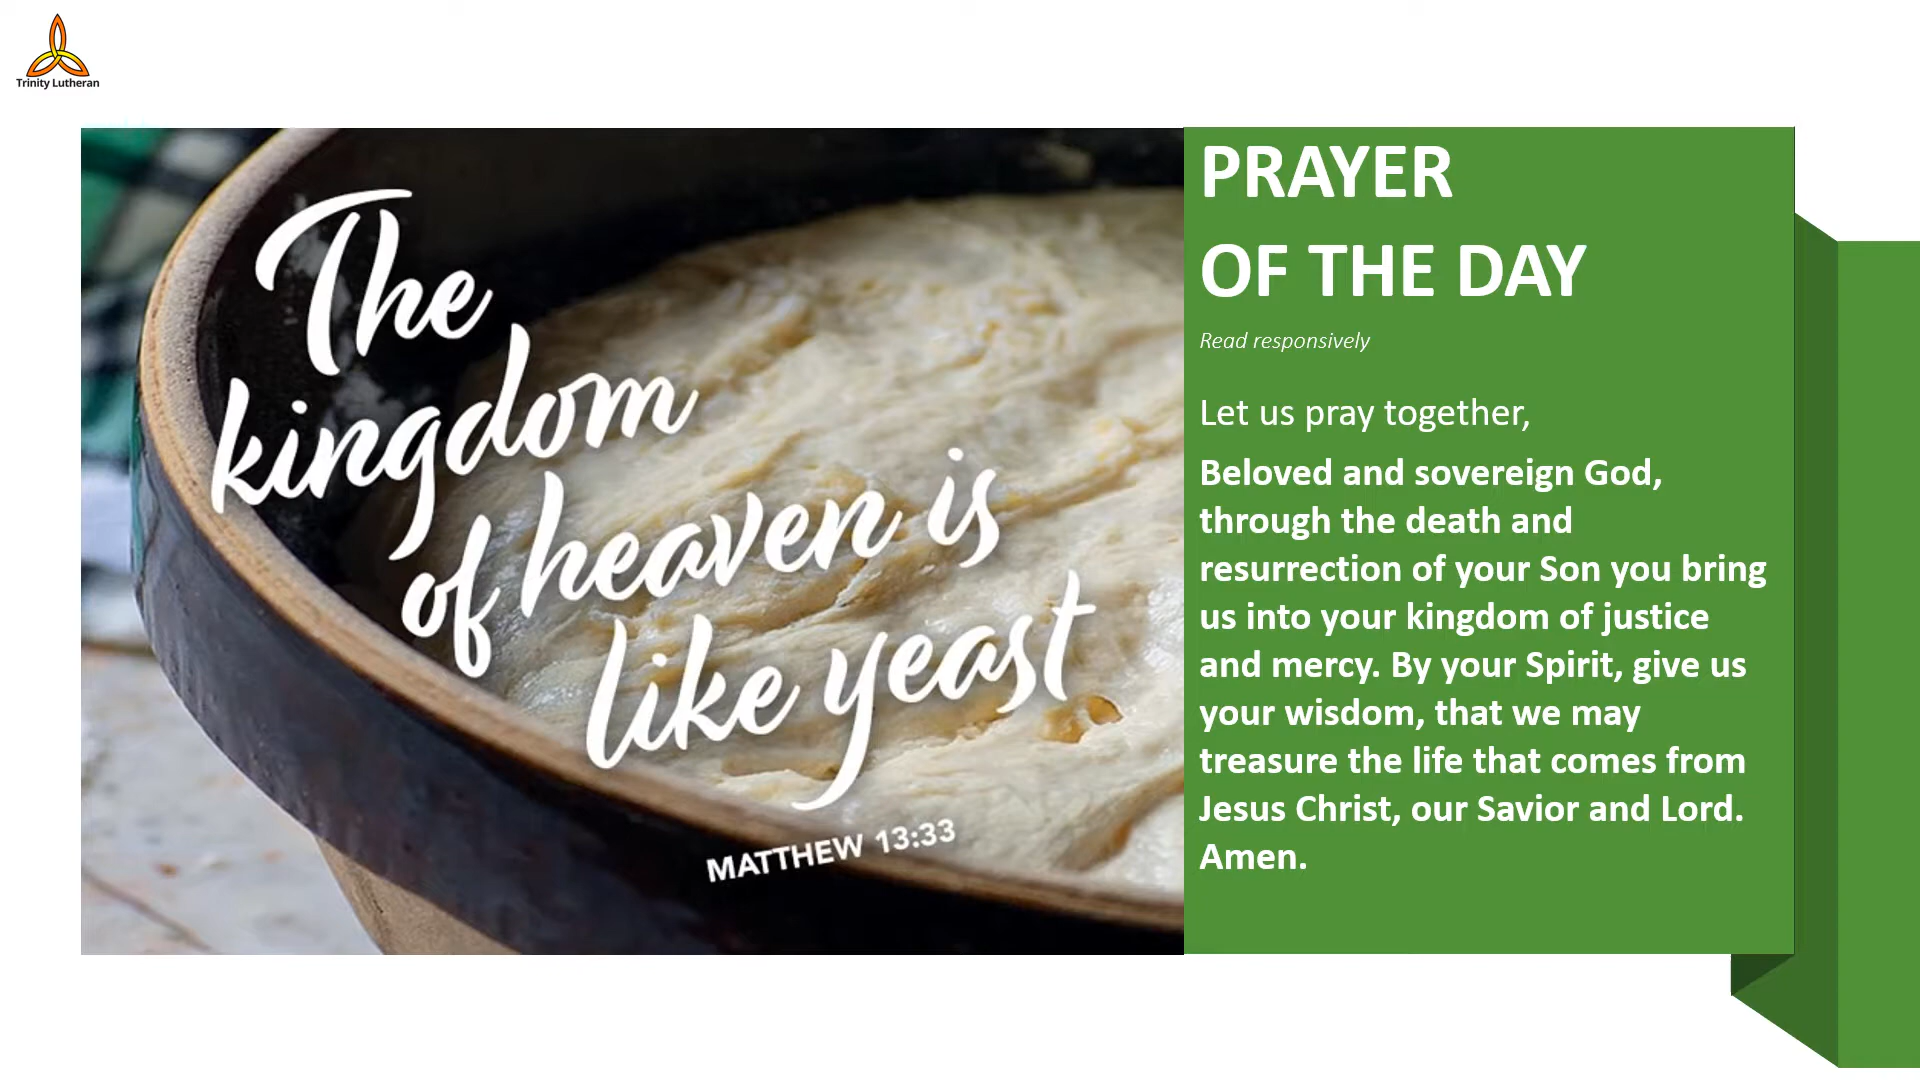 Trinity Lutheran
The
kingdom
of heaven is
like yeast
MATTHEW 13:33
PRAYER
OF THE DAY
Read responsively
Let us pray together,
Beloved and sovereign God,
through the death and
resurrection of your Son you bring
us into your kingdom of justice
and mercy. By your Spirit, give us
your wisdom, that we may
treasure the life that comes from
Jesus Christ, our Savior and Lord.
Amen.